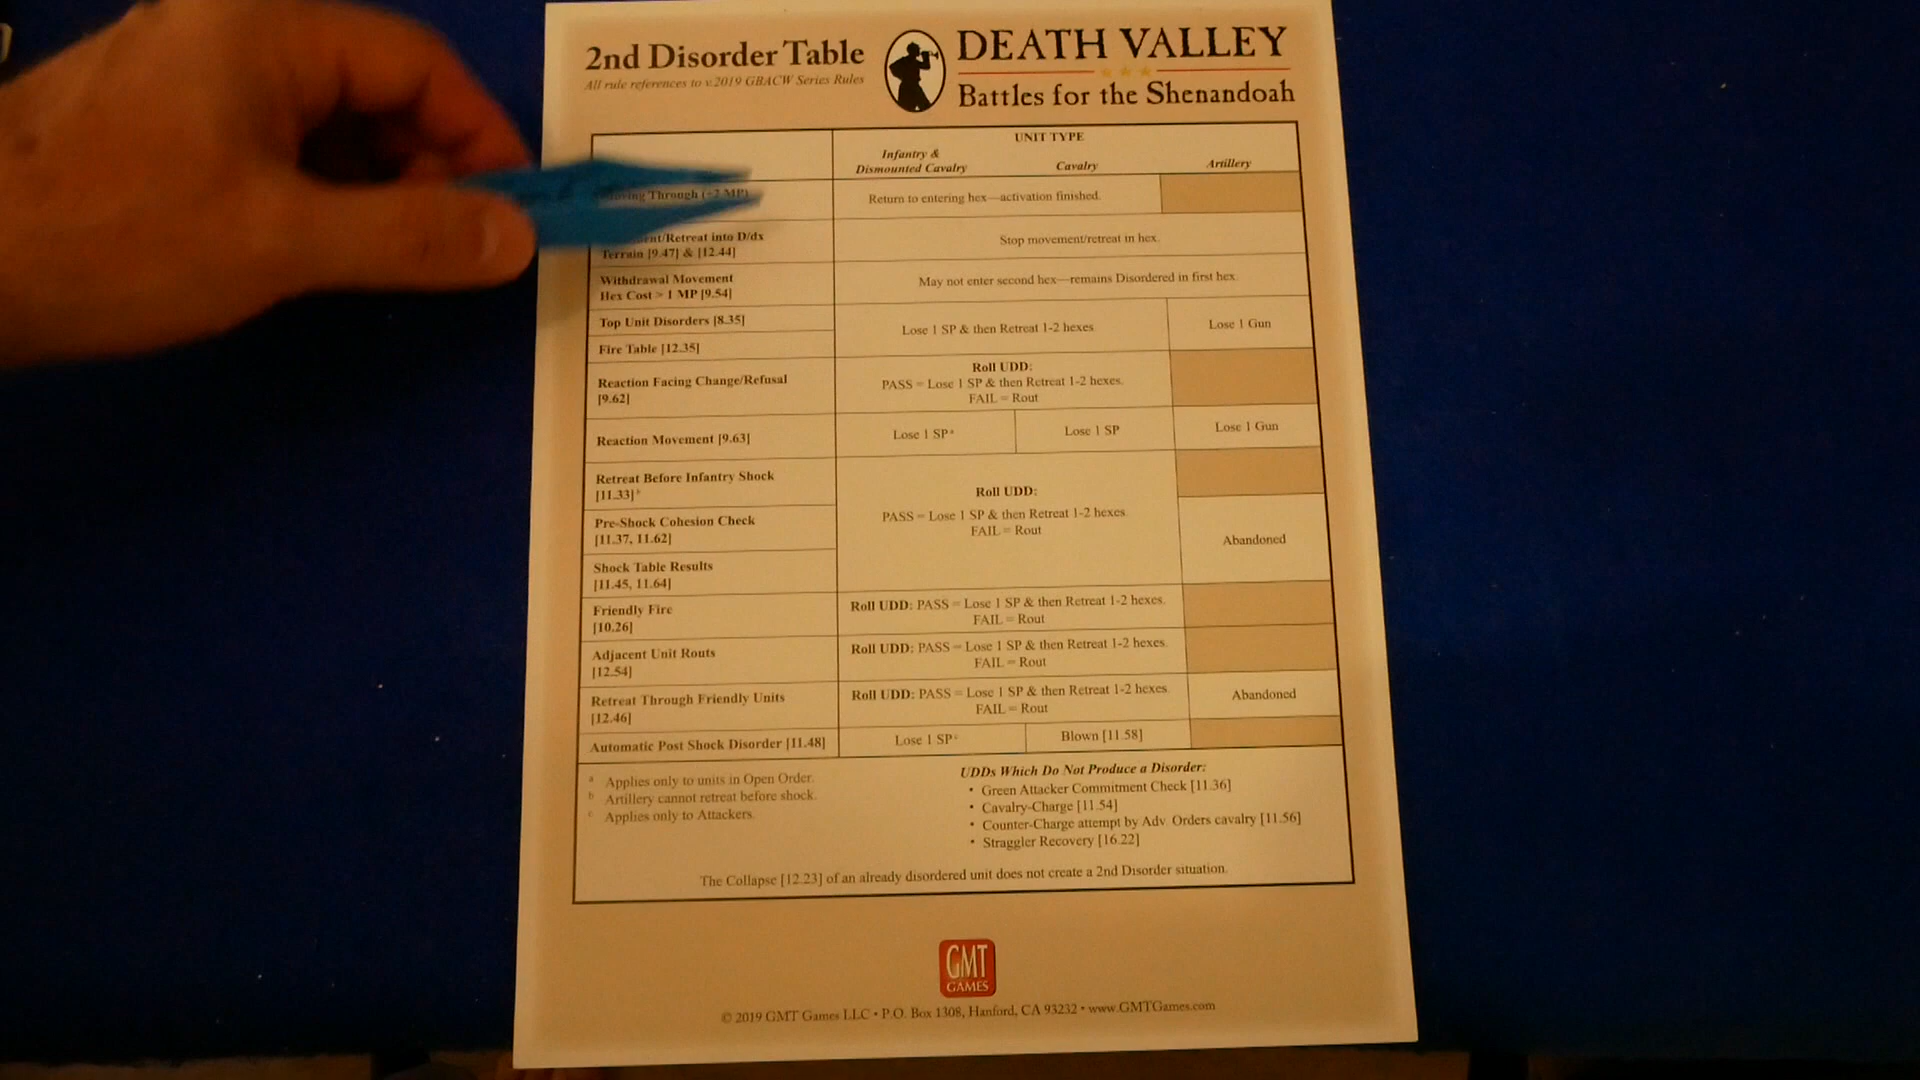 2nd Disorder Table
All rule references to v.2019 GBACW Series Rules
DEATH VALLEY
Battles for the Shenandoah
UNIT TYPE
Infantry &
Dismounted Cavalry
Cavalry
Artillery
Through (+2 MP)
Return to entering hex—activation finished.
/Retreat into D/dx
Terrain [9.47] & [12.44]
Stop movement/retreat in hex.
Withdrawal Movement
Hex Cost > 1 MP [9.54]
May not enter second hex—remains Disordered in first hex.
Top Unit Disorders [8.35]
Fire Table [12.35]
Lose 1 SP & then Retreat 1-2 hexes
Lose 1 Gun
Reaction Facing Change/Refusal
[9.62]
Roll UDD:
PASS = Lose 1 SP & then Retreat 1-2 hexes.
FAIL = Rout
Reaction Movement [9.63]
Lose 1 SPª
Lose 1 SP
Lose 1 Gun
Retreat Before Infantry Shock
[11.33]ᵇ
Pre-Shock Cohesion Check
[11.37, 11.62]
Shock Table Results
[11.45, 11.64]
Roll UDD:
PASS = Lose 1 SP & then Retreat 1-2 hexes.
FAIL = Rout
Abandoned
Friendly Fire
[10.26]
Roll UDD: PASS = Lose 1 SP & then Retreat 1-2 hexes.
FAIL = Rout
Adjacent Unit Routs
[12.54]
Roll UDD: PASS = Lose 1 SP & then Retreat 1-2 hexes.
FAIL = Rout
Retreat Through Friendly Units
[12.46]
Roll UDD: PASS = Lose 1 SP & then Retreat 1-2 hexes.
FAIL = Rout
Abandoned
Automatic Post Shock Disorder [11.48]
Lose 1 SPᶜ
Blown [11.58]
ª Applies only to units in Open Order.
ᵇ Artillery cannot retreat before shock.
ᶜ Applies only to Attackers.
UDDs Which Do Not Produce a Disorder:
• Green Attacker Commitment Check [11.36]
• Cavalry-Charge [11.54]
• Counter-Charge attempt by Adv. Orders cavalry [11.56]
• Straggler Recovery [16.22]
The Collapse [12.23] of an already disordered unit does not create a 2nd Disorder situation.
GMT
GAMES
© 2019 GMT Games LLC • P.O. Box 1308, Hanford, CA 93232 • www.GMTGames.com